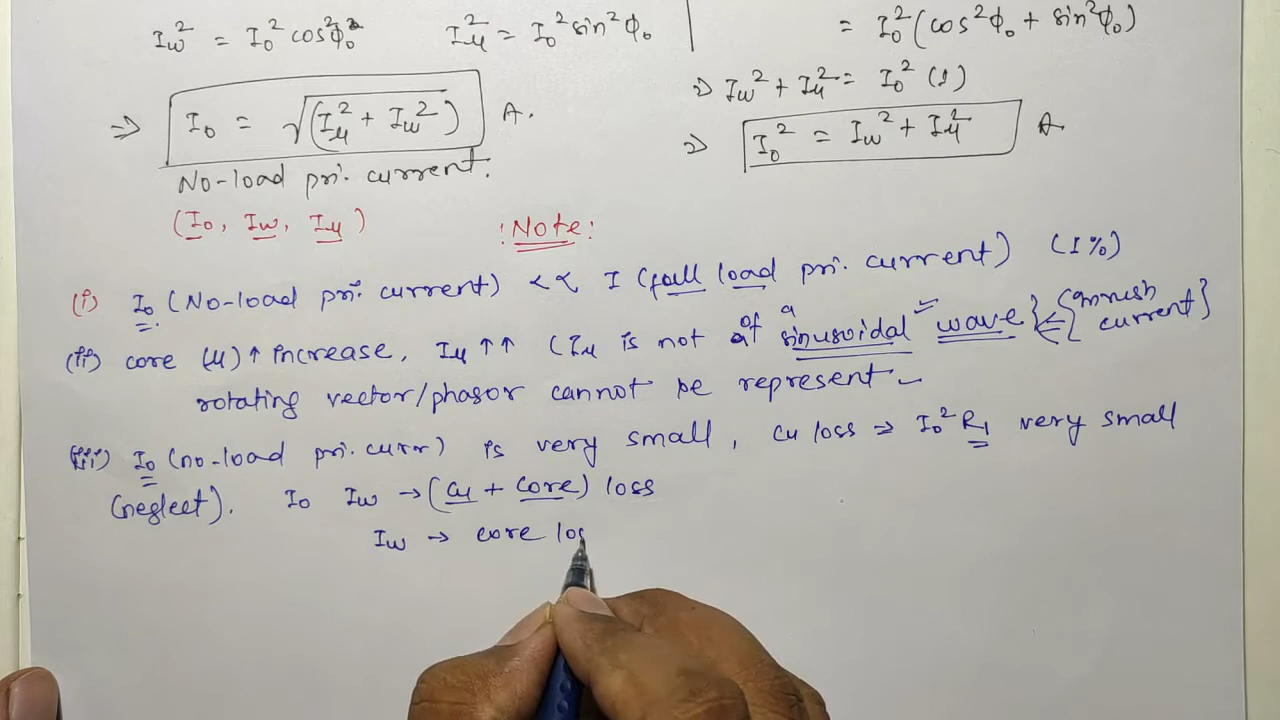 Iw² = I₀² cos²ϕ₀²
Iμ² = I₀² sin²ϕ₀
⇒ I₀ = √(Iμ² + Iw²) A.
No-load pri. current.
(I₀, Iw, Iμ)
= I₀² (cos²ϕ₀ + sin²ϕ₀)
⇒ Iw² + Iμ² = I₀² (1)
⇒ I₀² = Iw² + Iμ² A
!Note:
(i) I₀ (No-load pri. current) << I (full load pri. current) (1%)
(ii) core (μ) ↑ increase, Iμ ↑↑ (Iμ is not of a sinusoidal wave} ⇐ { current}
rotating vector/phasor cannot be represent
(iii) I₀ (no-load pri. curr) is very small, cu loss ⇒ I₀² R₁ very small
(neglect). I₀ Iw → (cu + core) loss
Iw → core los